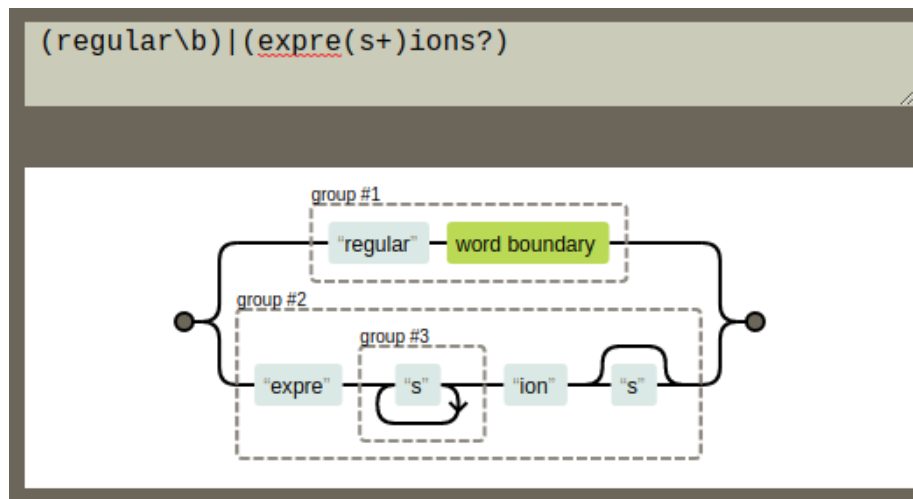 (regular\b)|(expre(s+)ions?)
group #1
“regular” word boundary
group #2
group #3
“expre” “s” “ion” “s”